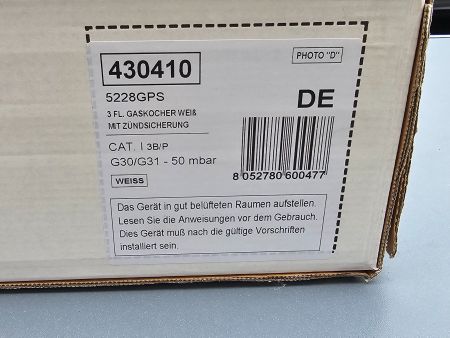 PHOTO "D"
430410
5228GPS
DE
3 FL. GASKOCHER WEIß
MIT ZÜNDSICHERUNG
CAT. I 3B/P
G30/G31 - 50 mbar
8 052780 600477
WEISS
Das Gerät in gut belüfteten Raumen aufstellen.
Lesen Sie die Anweisungen vor dem Gebrauch.
Dies Gerät muß nach die gültige Vorschriften
installiert sein.